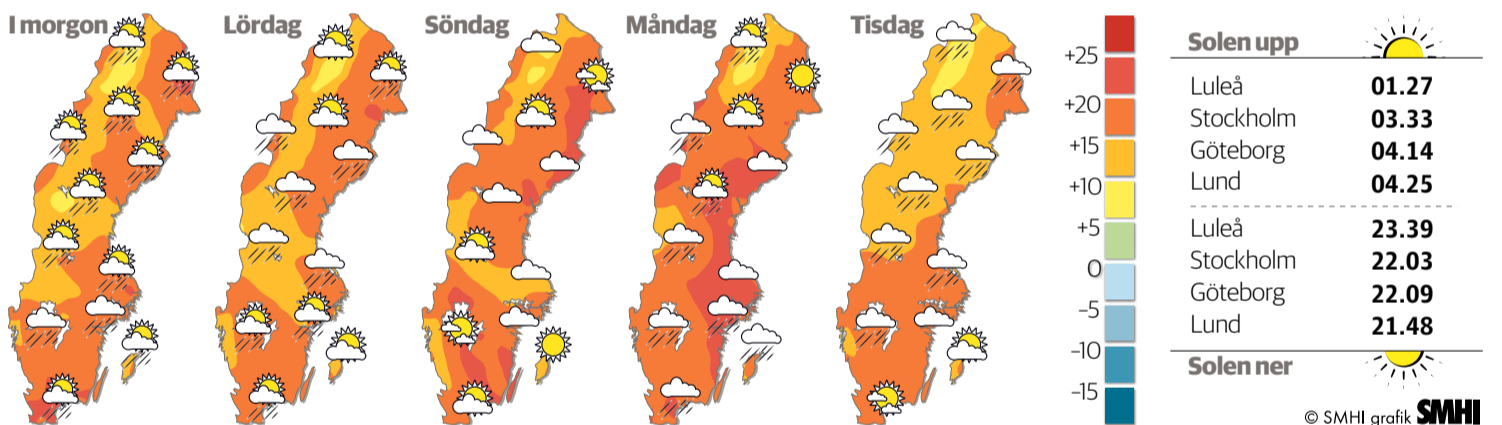 I morgon
Lördag
Söndag
Måndag
Tisdag
+25
+20
+15
+10
+5
0
−5
−10
−15
Solen upp
Luleå 01.27
Stockholm 03.33
Göteborg 04.14
Lund 04.25
Luleå 23.39
Stockholm 22.03
Göteborg 22.09
Lund 21.48
Solen ner
© SMHI grafik SMHI